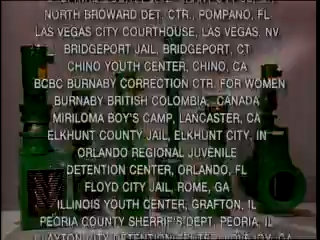 NORTH BROWARD DET. CTR., POMPANO, FL
LAS VEGAS CITY COURTHOUSE, LAS VEGAS, NV
BRIDGEPORT JAIL, BRIDGEPORT, CT
CHINO YOUTH CENTER, CHINO, CA
BCBC BURNABY CORRECTION CTR. FOR WOMEN
BURNABY BRITISH COLOMBIA, CANADA
MIRILOMA BOY'S CAMP, LANCASTER, CA
ELKHUNT COUNTY JAIL, ELKHUNT CITY, IN
ORLANDO REGIONAL JUVENILE
DETENTION CENTER, ORLANDO, FL
FLOYD CITY JAIL, ROME, GA
ILLINOIS YOUTH CENTER, GRAFTON, IL
PEORIA COUNTY SHERRIF'S DEPT. PEORIA, IL